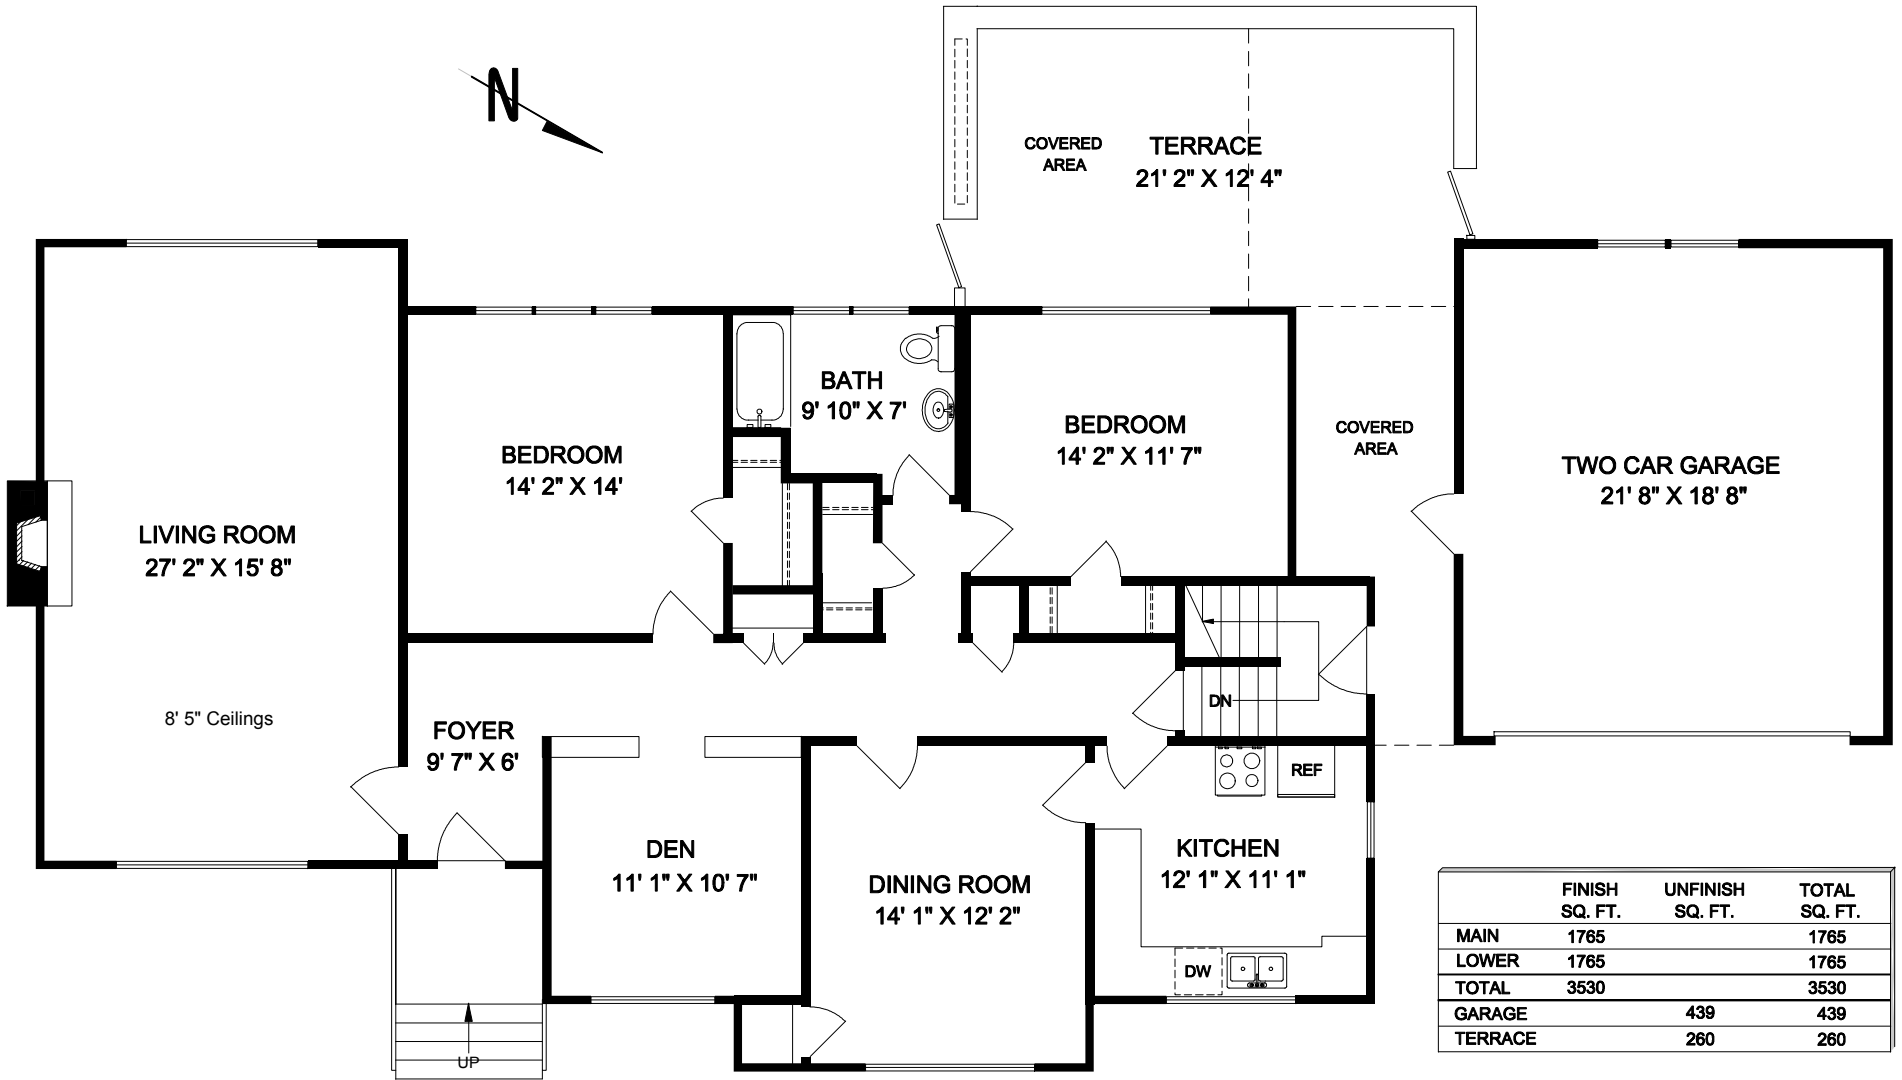 N
COVERED
AREA
TERRACE
21' 2" X 12' 4"
BATH
9' 10" X 7'
BEDROOM
14' 2" X 14'
BEDROOM
14' 2" X 11' 7"
COVERED
AREA
TWO CAR GARAGE
21' 8" X 18' 8"
LIVING ROOM
27' 2" X 15' 8"
8' 5" Ceilings
FOYER
9' 7" X 6'
DN
REF
DEN
11' 1" X 10' 7"
DINING ROOM
14' 1" X 12' 2"
KITCHEN
12' 1" X 11' 1"
DW
UP
FINISH UNFINISH TOTAL
SQ. FT. SQ. FT. SQ. FT.
MAIN 1765 1765
LOWER 1765 1765
TOTAL 3530 3530
GARAGE 439 439
TERRACE 260 260